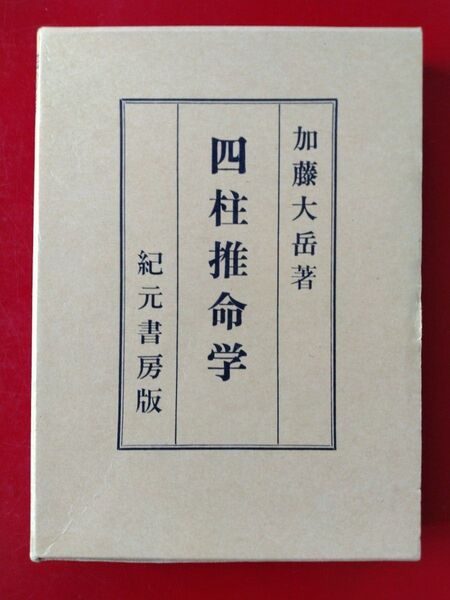 加藤大岳著
四柱推命学
紀元書房版